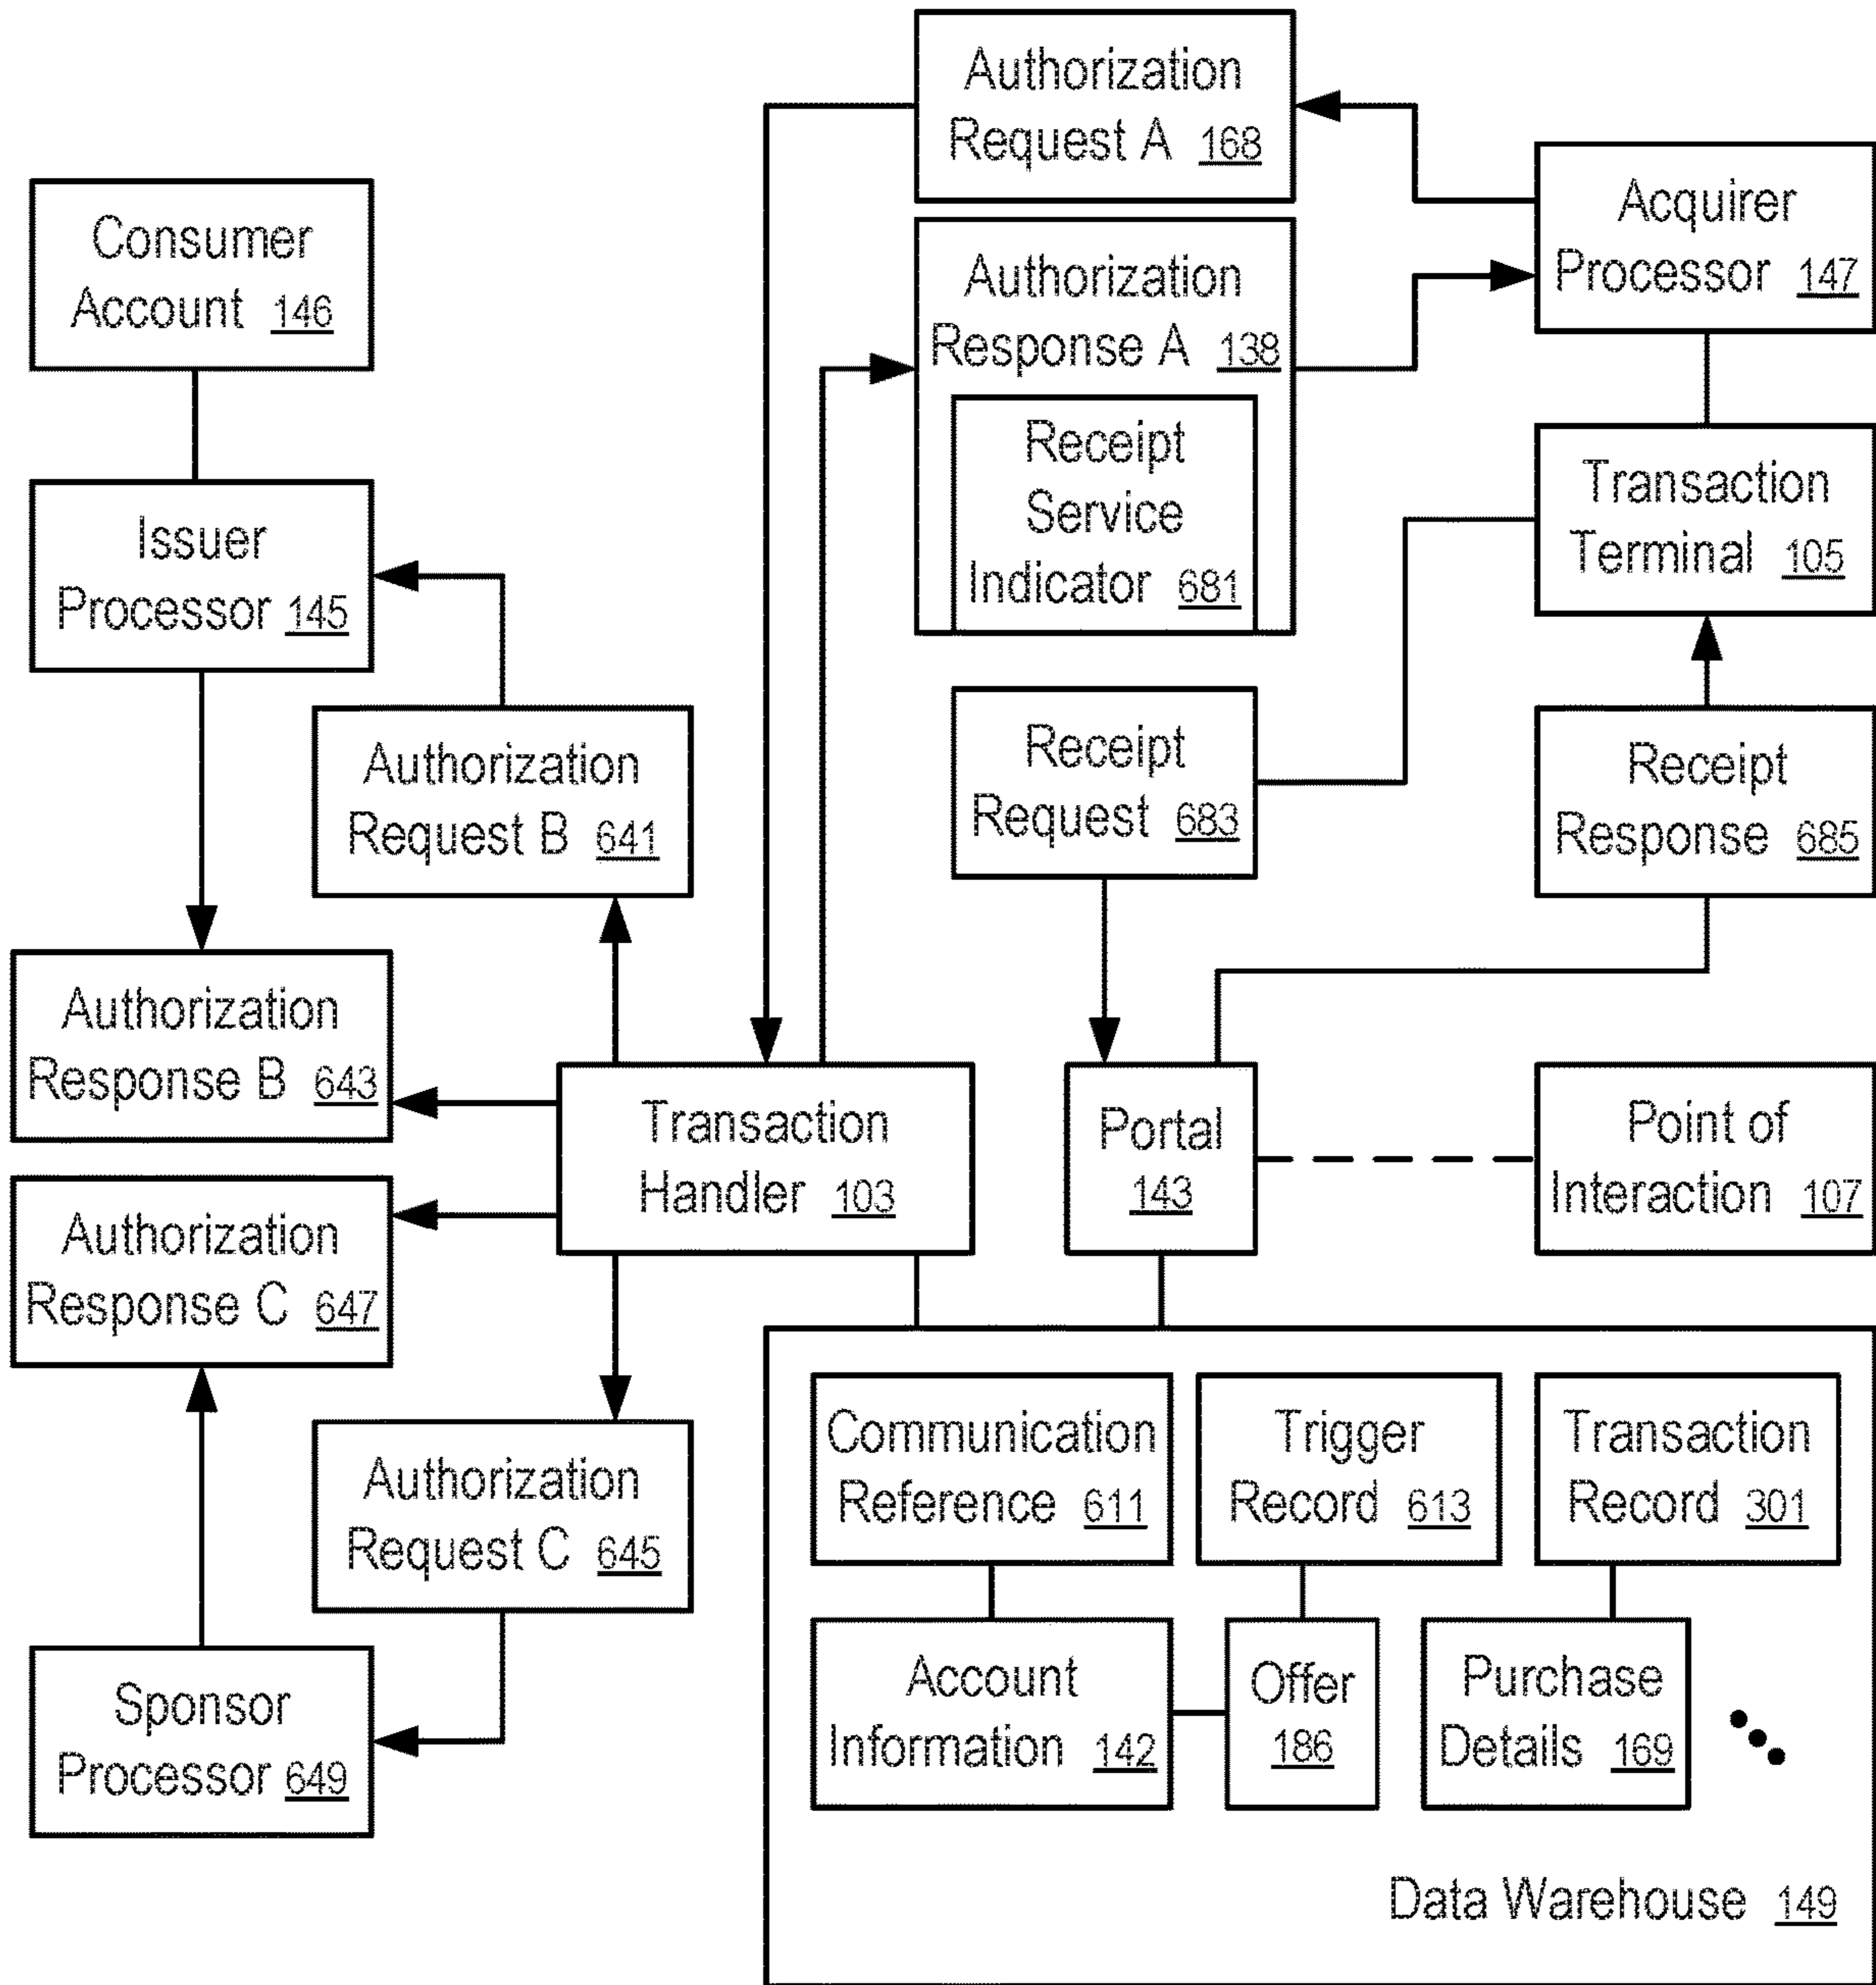 Authorization
Request A 168
Acquirer
Processor 147
Consumer
Account 146
Authorization
Response A 138
Receipt
Service
Indicator 681
Transaction
Terminal 105
Issuer
Processor 145
Authorization
Request B 641
Receipt
Request 683
Receipt
Response 685
Authorization
Response B 643
Transaction
Handler 103
Portal
143
Point of
Interaction 107
Authorization
Response C 647
Authorization
Request C 645
Sponsor
Processor 649
Communication
Reference 611
Trigger
Record 613
Transaction
Record 301
Account
Information 142
Offer
186
Purchase
Details 169
Data Warehouse 149